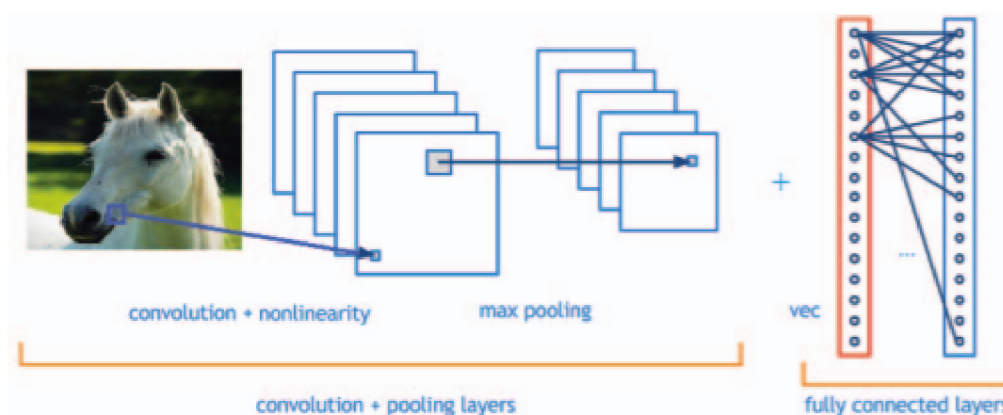 convolution + nonlinearity
max pooling
vec
+
...
convolution + pooling layers
fully connected layers